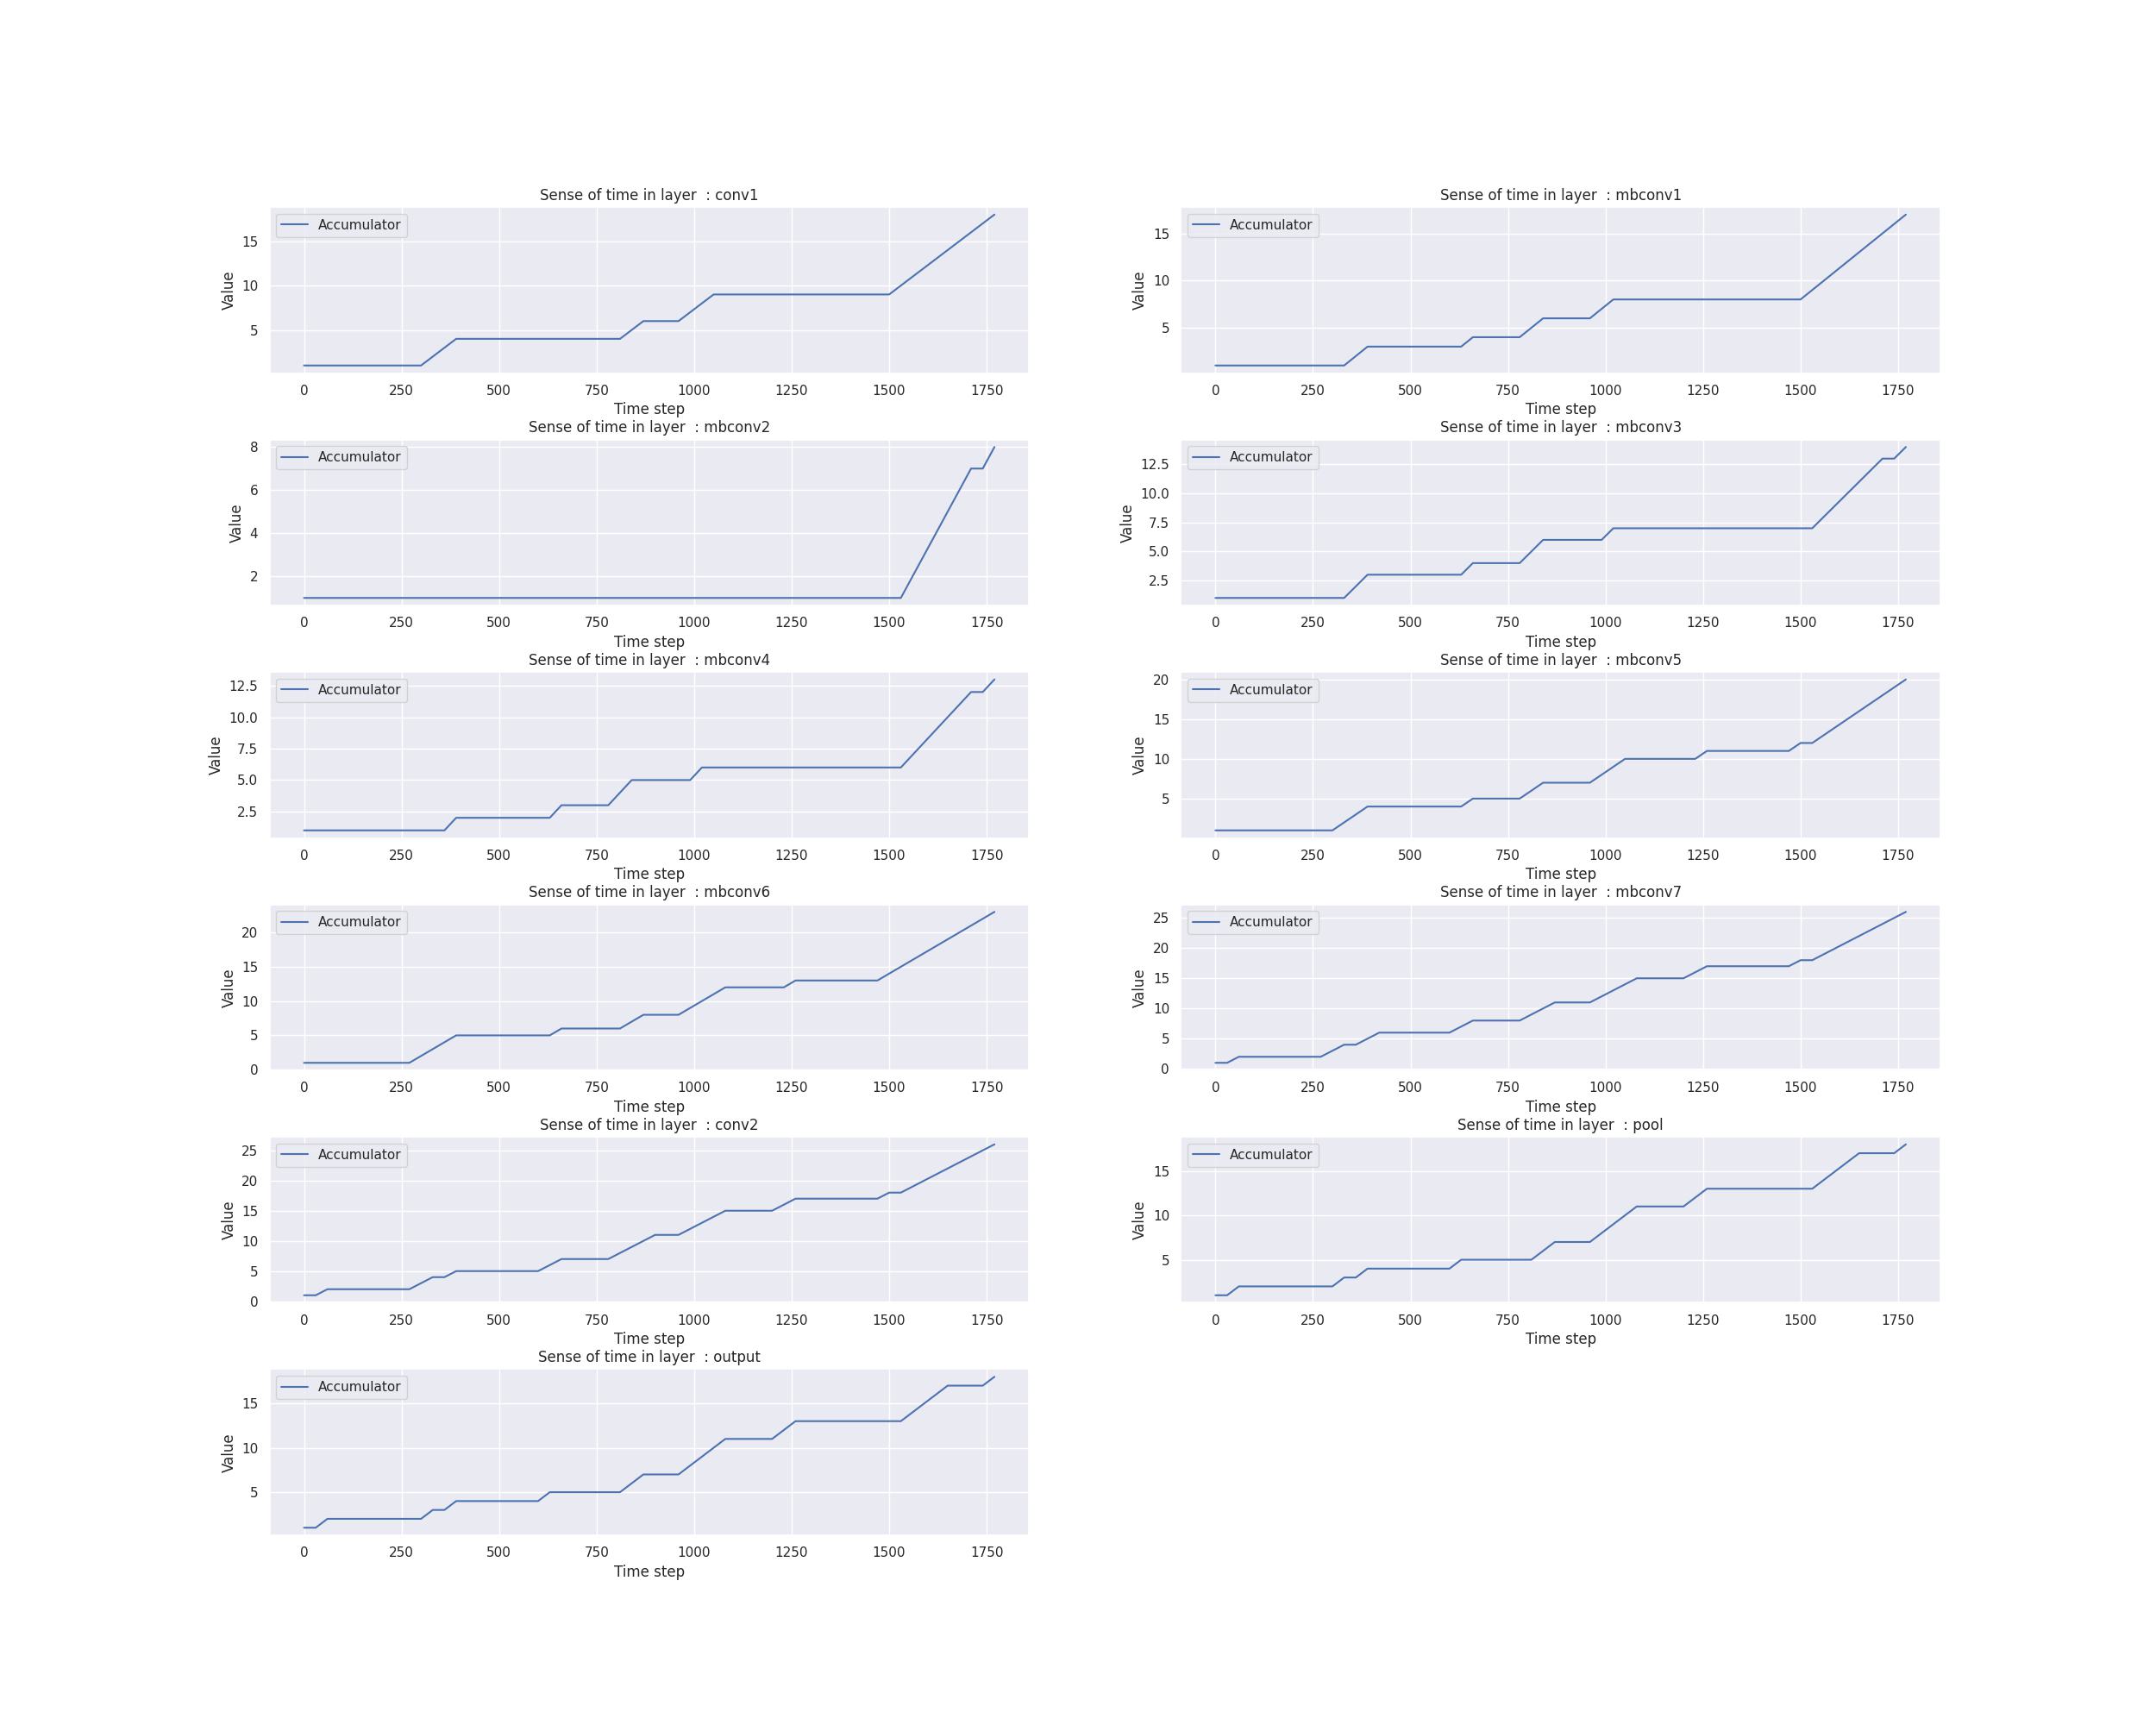 Sense of time in layer  : conv1
Accumulator
15
10
5
Value
0 250 500 750 1000 1250 1500 1750
Time step
Sense of time in layer  : mbconv1
Accumulator
15
10
5
Value
0 250 500 750 1000 1250 1500 1750
Time step
Sense of time in layer  : mbconv2
Accumulator
8
6
4
2
Value
0 250 500 750 1000 1250 1500 1750
Time step
Sense of time in layer  : mbconv3
Accumulator
12.5
10.0
7.5
5.0
2.5
Value
0 250 500 750 1000 1250 1500 1750
Time step
Sense of time in layer  : mbconv4
Accumulator
12.5
10.0
7.5
5.0
2.5
Value
0 250 500 750 1000 1250 1500 1750
Time step
Sense of time in layer  : mbconv5
Accumulator
20
15
10
5
Value
0 250 500 750 1000 1250 1500 1750
Time step
Sense of time in layer  : mbconv6
Accumulator
20
15
10
5
0
Value
0 250 500 750 1000 1250 1500 1750
Time step
Sense of time in layer  : mbconv7
Accumulator
25
20
15
10
5
0
Value
0 250 500 750 1000 1250 1500 1750
Time step
Sense of time in layer  : conv2
Accumulator
25
20
15
10
5
0
Value
0 250 500 750 1000 1250 1500 1750
Time step
Sense of time in layer  : pool
Accumulator
15
10
5
Value
0 250 500 750 1000 1250 1500 1750
Time step
Sense of time in layer  : output
Accumulator
15
10
5
Value
0 250 500 750 1000 1250 1500 1750
Time step